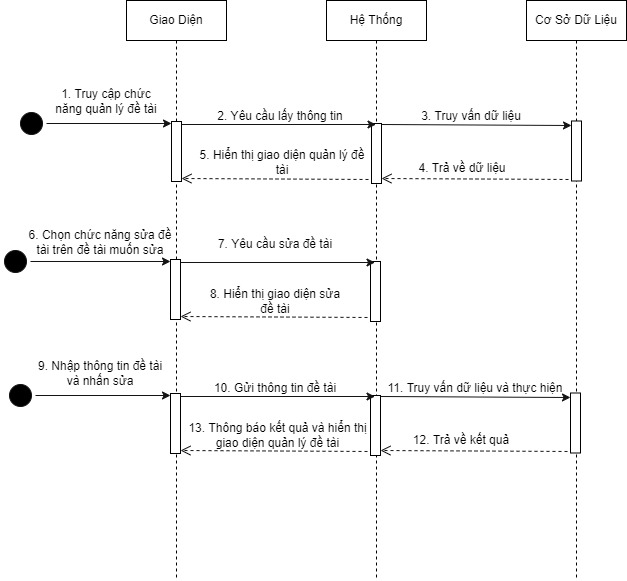 Giao Diện
Hệ Thống
Cơ Sở Dữ Liệu
1. Truy cập chức
năng quản lý đề tài
2. Yêu cầu lấy thông tin
3. Truy vấn dữ liệu
4. Trả về dữ liệu
5. Hiển thị giao diện quản lý đề
tài
6. Chọn chức năng sửa đề
tài trên đề tài muốn sửa
7. Yêu cầu sửa đề tài
8. Hiển thị giao diện sửa
đề tài
9. Nhập thông tin đề tài
và nhấn sửa
10. Gửi thông tin đề tài
11. Truy vấn dữ liệu và thực hiện
12. Trả về kết quả
13. Thông báo kết quả và hiển thị
giao diện quản lý đề tài